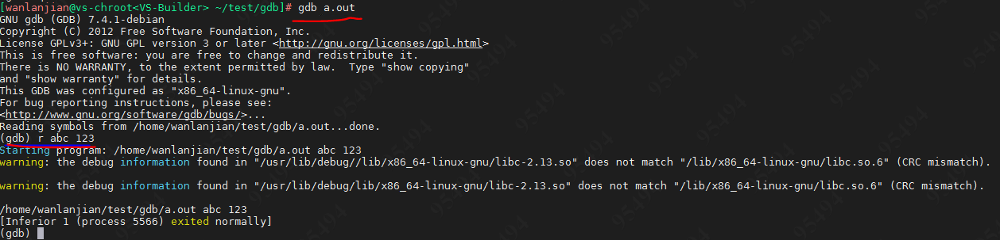 [wanlanjian@vs-chroot<VS-Builder> ~/test/gdb]# gdb a.out
GNU gdb (GDB) 7.4.1-debian
Copyright (C) 2012 Free Software Foundation, Inc.
License GPLv3+: GNU GPL version 3 or later <http://gnu.org/licenses/gpl.html>
This is free software: you are free to change and redistribute it.
There is NO WARRANTY, to the extent permitted by law.  Type "show copying"
and "show warranty" for details.
This GDB was configured as "x86_64-linux-gnu".
For bug reporting instructions, please see:
<http://www.gnu.org/software/gdb/bugs/>...
Reading symbols from /home/wanlanjian/test/gdb/a.out...done.
(gdb) r abc 123
Starting program: /home/wanlanjian/test/gdb/a.out abc 123
warning: the debug information found in "/usr/lib/debug//lib/x86_64-linux-gnu/libc-2.13.so" does not match "/lib/x86_64-linux-gnu/libc.so.6" (CRC mismatch).
warning: the debug information found in "/usr/lib/debug/lib/x86_64-linux-gnu/libc-2.13.so" does not match "/lib/x86_64-linux-gnu/libc.so.6" (CRC mismatch).
/home/wanlanjian/test/gdb/a.out abc 123
[Inferior 1 (process 5566) exited normally]
(gdb)